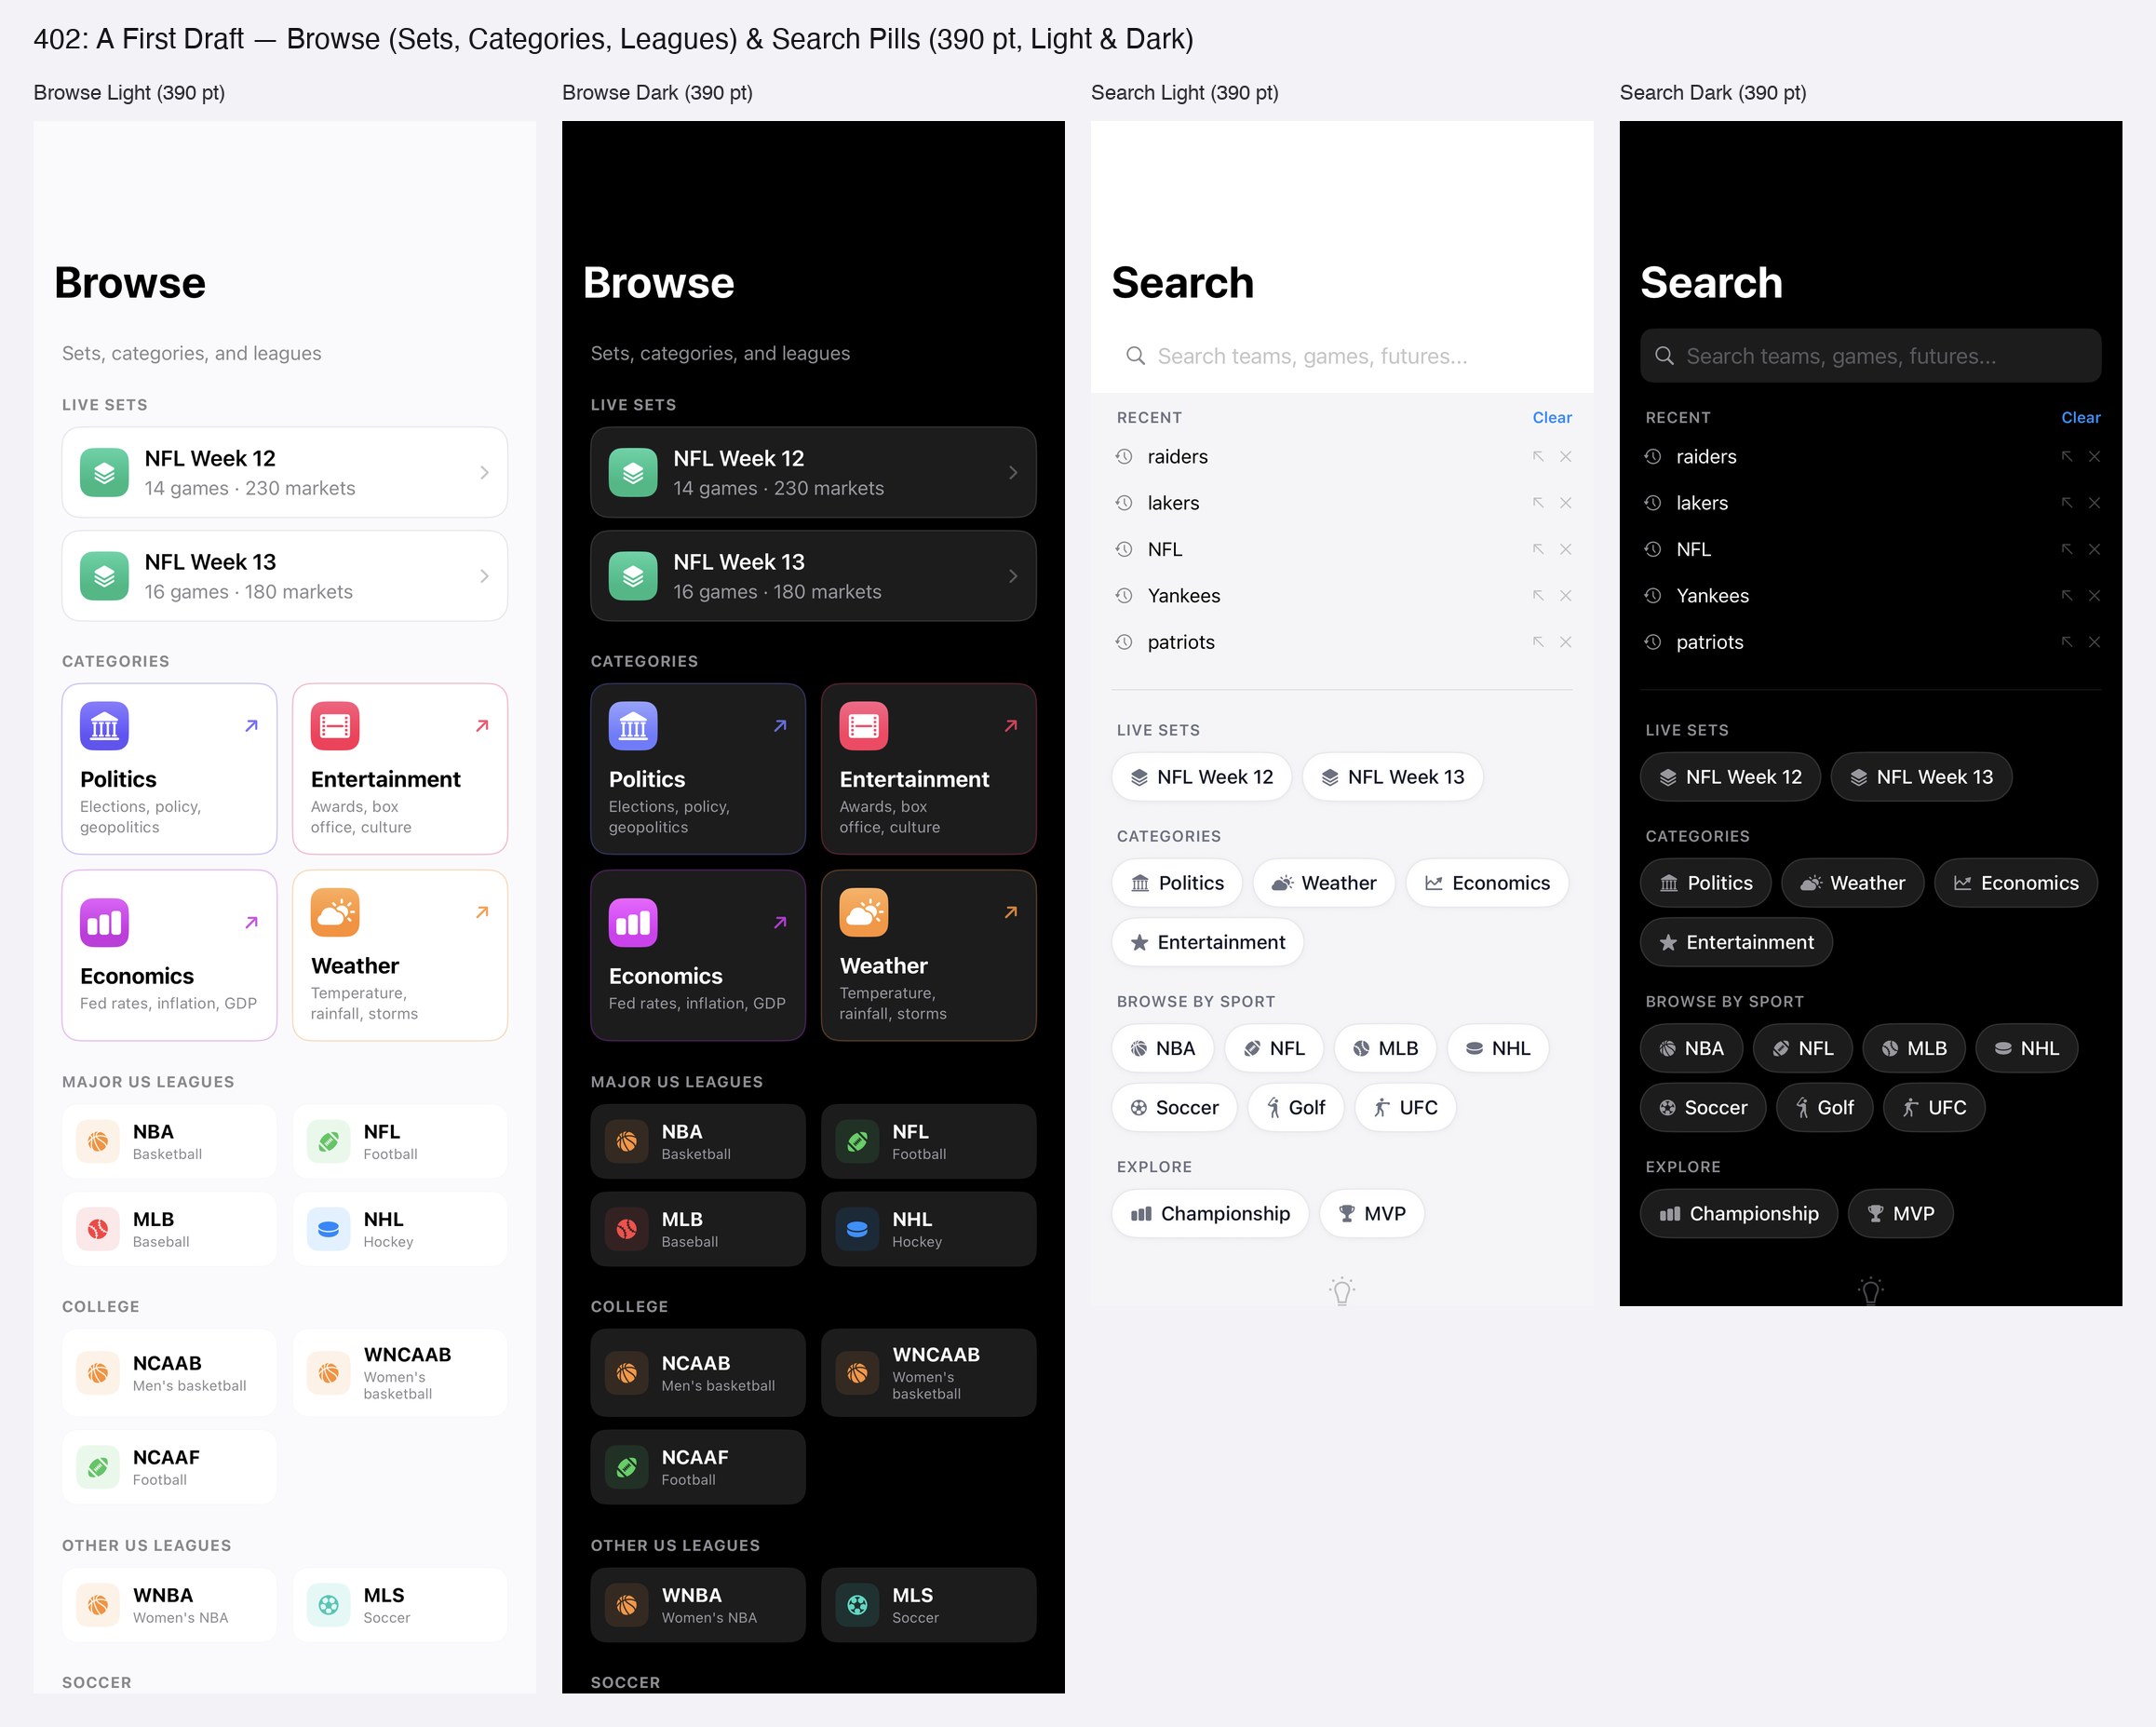 402: A First Draft — Browse (Sets, Categories, Leagues) & Search Pills (390 pt, Light & Dark)
Browse Light (390 pt)
Browse
Sets, categories, and leagues
LIVE SETS
NFL Week 12
14 games · 230 markets
NFL Week 13
16 games · 180 markets
CATEGORIES
Politics
Elections, policy,
geopolitics
Entertainment
Awards, box
office, culture
Economics
Fed rates, inflation, GDP
Weather
Temperature,
rainfall, storms
MAJOR US LEAGUES
NBA
Basketball
NFL
Football
MLB
Baseball
NHL
Hockey
COLLEGE
NCAAB
Men's basketball
WNCAAB
Women's
basketball
NCAAF
Football
OTHER US LEAGUES
WNBA
Women's NBA
MLS
Soccer
SOCCER
Browse Dark (390 pt)
Browse
Sets, categories, and leagues
LIVE SETS
NFL Week 12
14 games · 230 markets
NFL Week 13
16 games · 180 markets
CATEGORIES
Politics
Elections, policy,
geopolitics
Entertainment
Awards, box
office, culture
Economics
Fed rates, inflation, GDP
Weather
Temperature,
rainfall, storms
MAJOR US LEAGUES
NBA
Basketball
NFL
Football
MLB
Baseball
NHL
Hockey
COLLEGE
NCAAB
Men's basketball
WNCAAB
Women's
basketball
NCAAF
Football
OTHER US LEAGUES
WNBA
Women's NBA
MLS
Soccer
SOCCER
Search Light (390 pt)
Search
Search teams, games, futures...
RECENT Clear
raiders
lakers
NFL
Yankees
patriots
LIVE SETS
NFL Week 12 NFL Week 13
CATEGORIES
Politics Weather Economics
Entertainment
BROWSE BY SPORT
NBA NFL MLB NHL
Soccer Golf UFC
EXPLORE
Championship MVP
Search Dark (390 pt)
Search
Search teams, games, futures...
RECENT Clear
raiders
lakers
NFL
Yankees
patriots
LIVE SETS
NFL Week 12 NFL Week 13
CATEGORIES
Politics Weather Economics
Entertainment
BROWSE BY SPORT
NBA NFL MLB NHL
Soccer Golf UFC
EXPLORE
Championship MVP